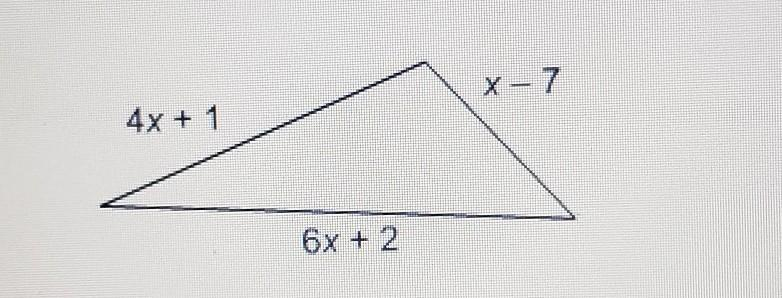 x – 7
4x + 1
6x + 2